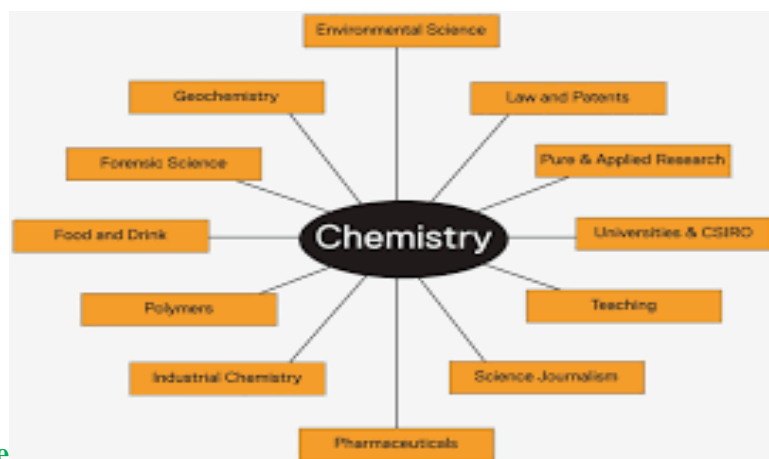 Environmental Science
Geochemistry
Law and Patents
Forensic Science
Pure & Applied Research
Food and Drink
Chemistry
Universities & CSIRO
Polymers
Teaching
Industrial Chemistry
Science Journalism
Pharmaceuticals
e